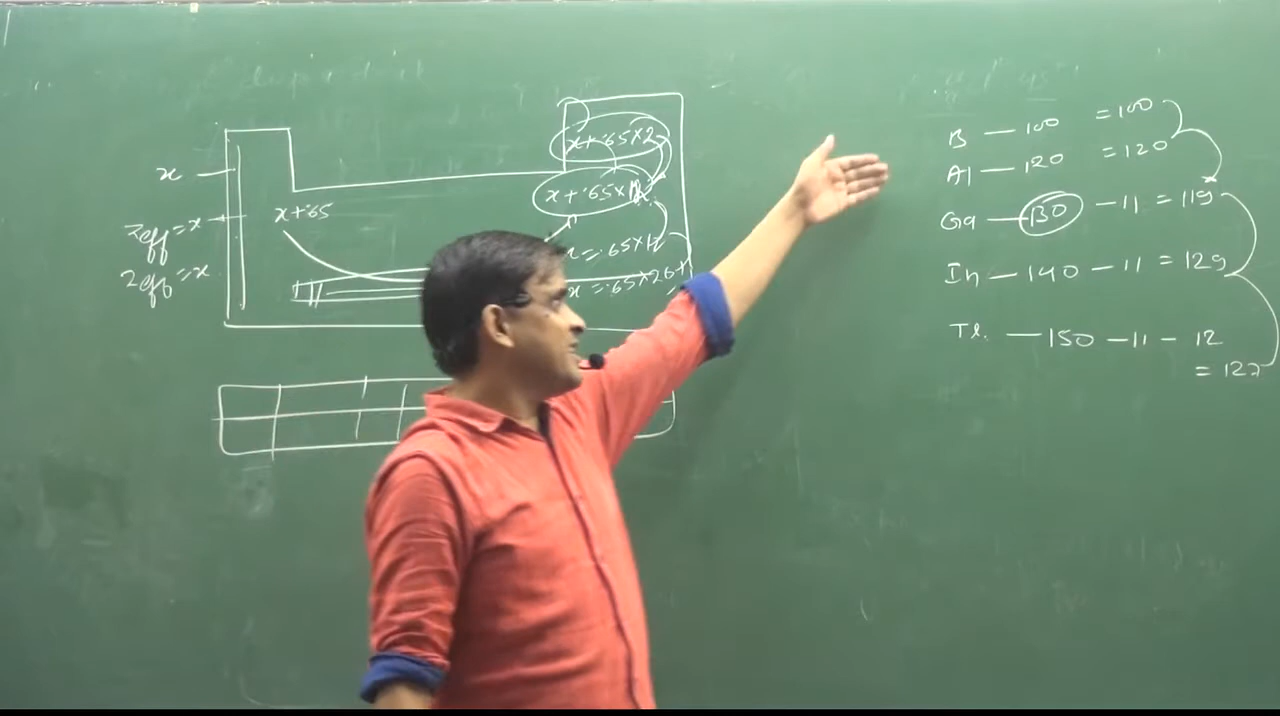 x
Zeff = x
Zeff = x
x+.65
x+.65×2
x+.65×12
x = .65×12
x = .65×26+
B — 100 = 100
Al — 120 = 120
Ga — 130 — 11 = 119
In — 140 — 11 = 129
Tl. — 150 — 11 — 12
= 127